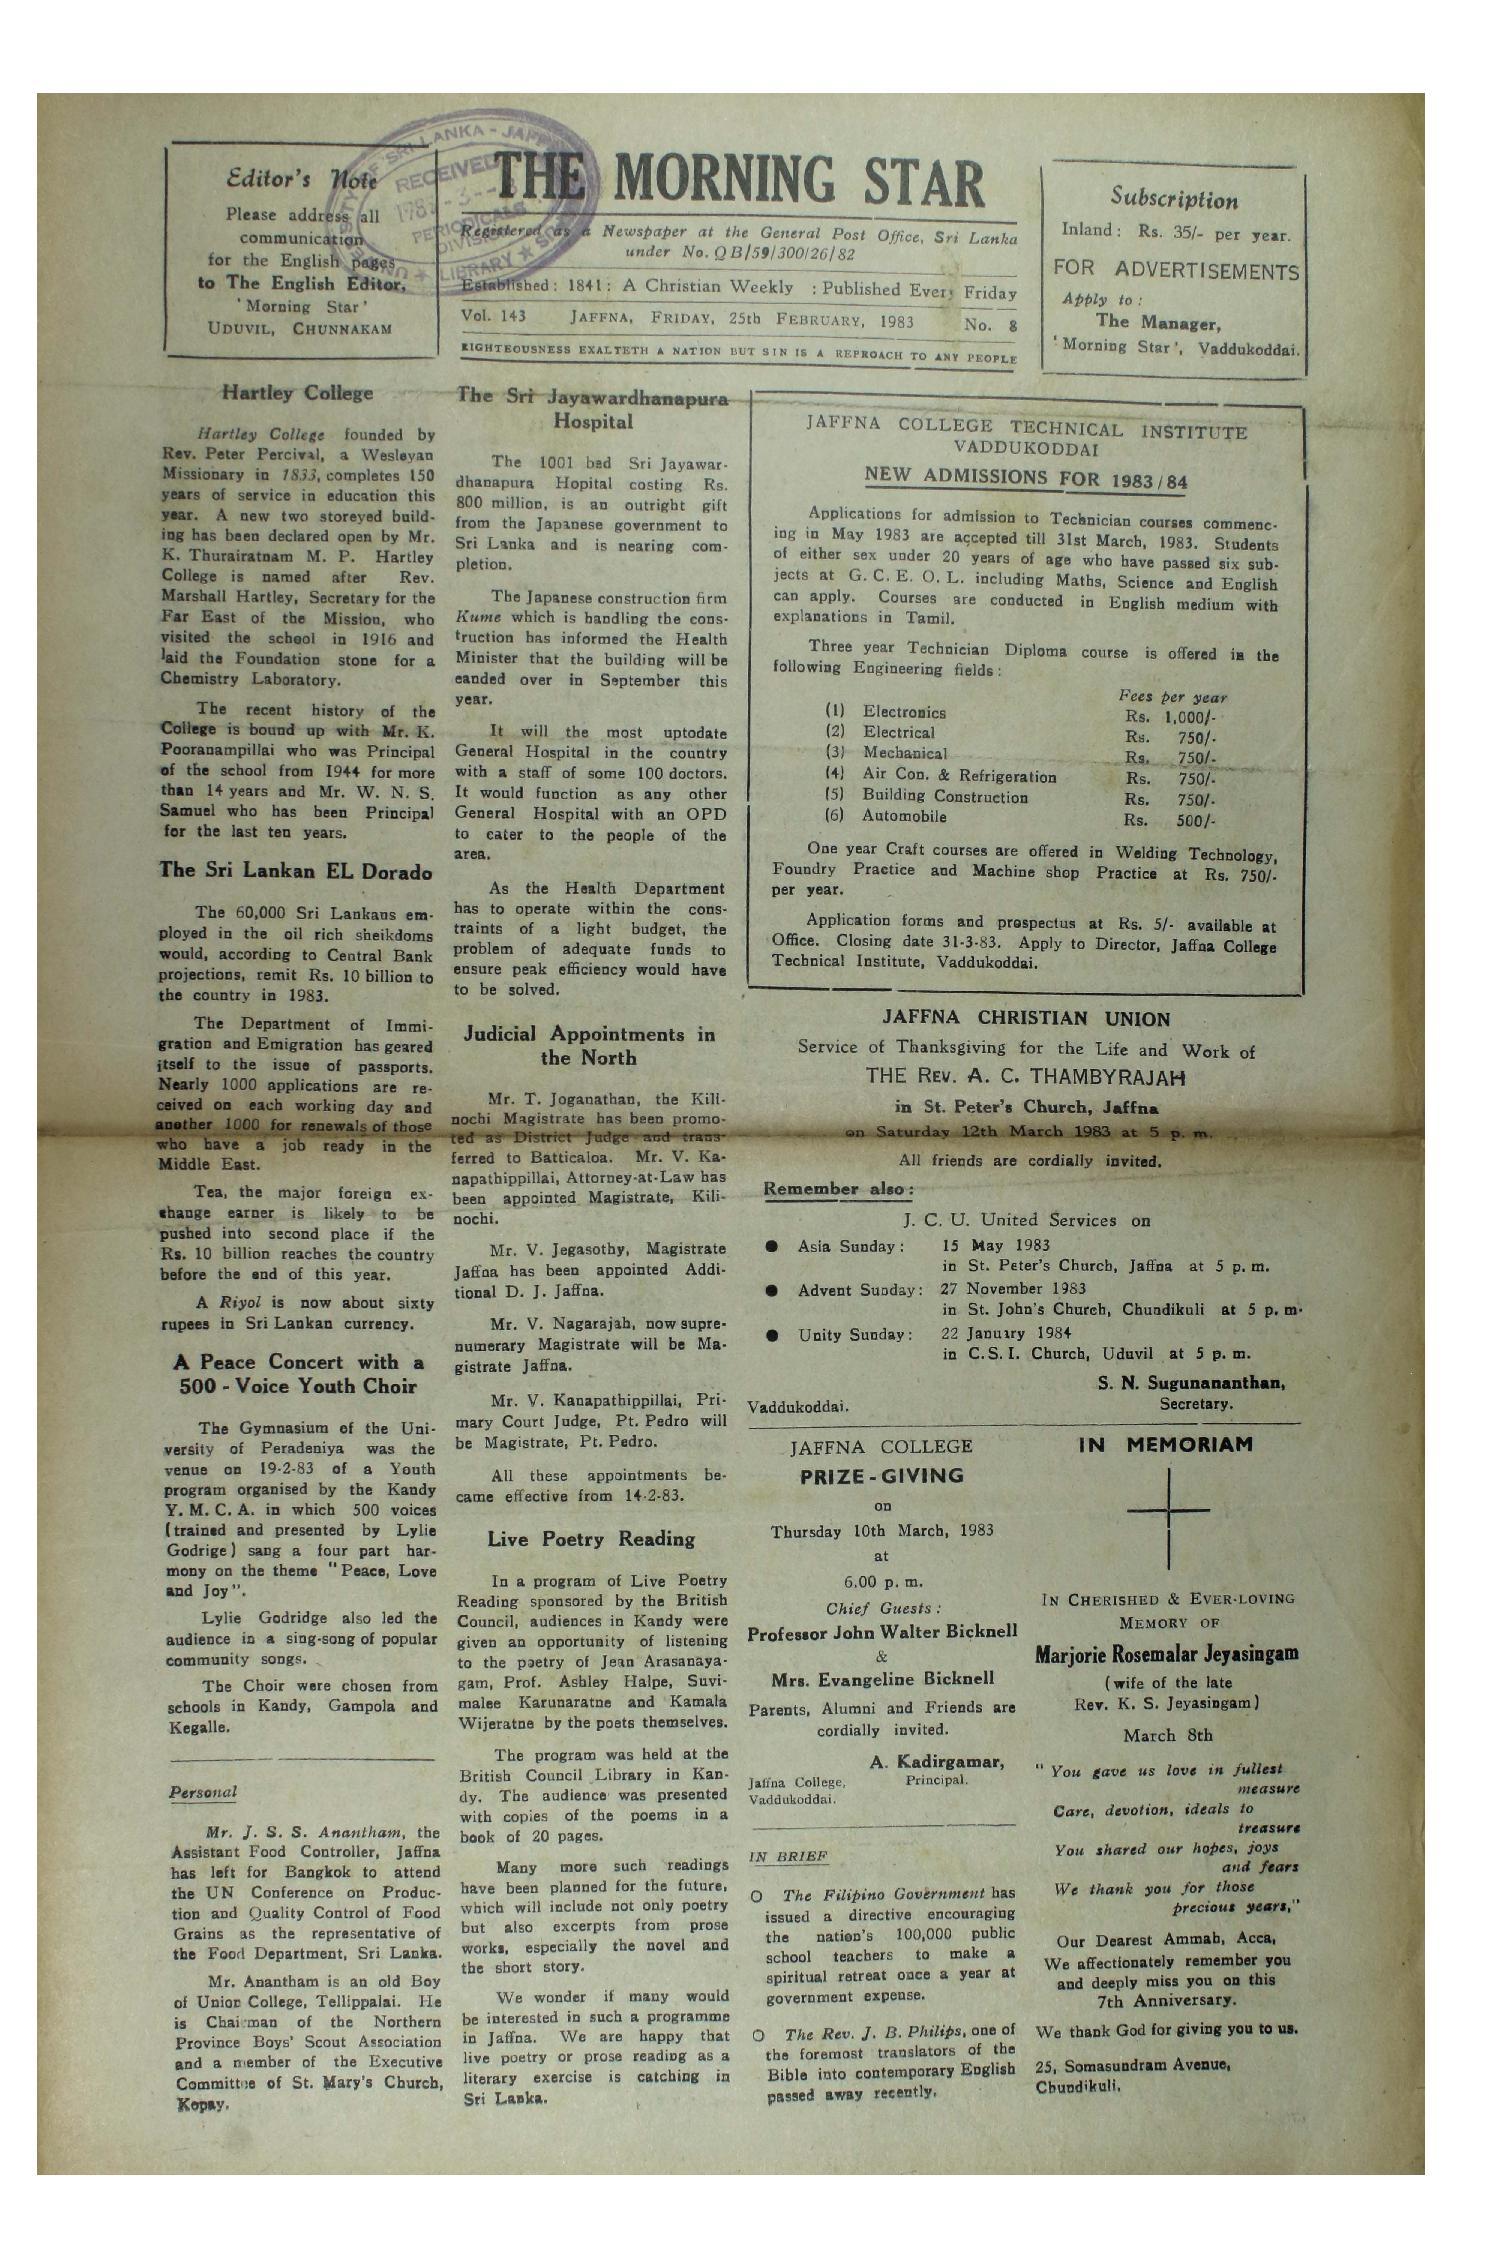 Editor's Note
Please address all
communication
for the English pages
to The English Editor,
'Morning Star'
UDUVIL, CHUNNAKAM
SRI LANKA - JAFF
RECEIVED
PERIODICALS
DIVISION
LIBRARY
THE MORNING STAR
Registered as a Newspaper at the General Post Office, Sri Lanka
under No. QB/59/300/26/82
Established: 1841: A Christian Weekly : Published Every Friday
Vol. 143 JAFFNA, FRIDAY, 25th FEBRUARY, 1983 No. 8
RIGHTEOUSNESS EXALTETH A NATION BUT SIN IS A REPROACH TO ANY PEOPLE
Subscription
Inland: Rs. 35/- per year.
FOR ADVERTISEMENTS
Apply to:
The Manager,
'Morning Star', Vaddukoddai.
Hartley College
Hartley College founded by
Rev. Peter Percival, a Wesleyan
Missionary in 1833, completes 150
years of service in education this
year. A new two storeyed build-
ing has been declared open by Mr.
K. Thurairatnam M. P. Hartley
College is named after Rev.
Marshall Hartley, Secretary for the
Far East of the Mission, who
visited the school in 1916 and
laid the Foundation stone for a
Chemistry Laboratory.
The recent history of the
College is bound up with Mr. K.
Pooranampillai who was Principal
of the school from 1944 for more
than 14 years and Mr. W. N. S.
Samuel who has been Principal
for the last ten years.
The Sri Lankan EL Dorado
The 60,000 Sri Lankans em-
ployed in the oil rich sheikdoms
would, according to Central Bank
projections, remit Rs. 10 billion to
the country in 1983.
The Department of Immi-
gration and Emigration has geared
itself to the issue of passports.
Nearly 1000 applications are re-
ceived on each working day and
another 1000 for renewals of those
who have a job ready in the
Middle East.
Tea, the major foreign ex-
change earner is likely to be
pushed into second place if the
Rs. 10 billion reaches the country
before the end of this year.
A Riyol is now about sixty
rupees in Sri Lankan currency.
A Peace Concert with a
500 - Voice Youth Choir
The Gymnasium of the Uni-
versity of Peradeniya was the
venue on 19-2-83 of a Youth
program organised by the Kandy
Y. M. C. A. in which 500 voices
(trained and presented by Lylie
Godrige) sang a four part har-
mony on the theme "Peace, Love
and Joy".
Lylie Godridge also led the
audience in a sing-song of popular
community songs.
The Choir were chosen from
schools in Kandy, Gampola and
Kegalle.
Personal
Mr. J. S. S. Anantham, the
Assistant Food Controller, Jaffna
has left for Bangkok to attend
the UN Conference on Produc-
tion and Quality Control of Food
Grains as the representative of
the Food Department, Sri Lanka.
Mr. Anantham is an old Boy
of Union College, Tellippalai. He
is Chairman of the Northern
Province Boys' Scout Association
and a member of the Executive
Committee of St. Mary's Church,
Kopay.
The Sri Jayawardhanapura
Hospital
The 1001 bed Sri Jayawar-
dhanapura Hopital costing Rs.
800 million, is an outright gift
from the Japanese government to
Sri Lanka and is nearing com-
pletion.
The Japanese construction firm
Kume which is handling the cons-
truction has informed the Health
Minister that the building will be
eanded over in September this
year.
It will the most uptodate
General Hospital in the country
with a staff of some 100 doctors.
It would function as any other
General Hospital with an OPD
to cater to the people of the
area.
As the Health Department
has to operate within the cons-
traints of a light budget, the
problem of adequate funds to
ensure peak efficiency would have
to be solved.
Judicial Appointments in
the North
Mr. T. Joganathan, the Kili-
nochi Magistrate has been promo-
ted as District Judge and trans-
ferred to Batticaloa. Mr. V. Ka-
napathippillai, Attorney-at-Law has
been appointed Magistrate, Kili-
nochi.
Mr. V. Jegasothy, Magistrate
Jaffna has been appointed Addi-
tional D. J. Jaffna.
Mr. V. Nagarajah, now supre-
numerary Magistrate will be Ma-
gistrate Jaffna.
Mr. V. Kanapathippillai, Pri-
mary Court Judge, Pt. Pedro will
be Magistrate, Pt. Pedro.
All these appointments be-
came effective from 14-2-83.
Live Poetry Reading
In a program of Live Poetry
Reading sponsored by the British
Council, audiences in Kandy were
given an opportunity of listening
to the poetry of Jean Arasanaya-
gam, Prof. Ashley Halpe, Suvi-
malee Karunaratne and Kamala
Wijeratne by the poets themselves.
The program was held at the
British Council Library in Kan-
dy. The audience was presented
with copies of the poems in a
book of 20 pages.
Many more such readings
have been planned for the future,
which will include not only poetry
but also excerpts from prose
works, especially the novel and
the short story.
We wonder if many would
be interested in such a programme
in Jaffna. We are happy that
live poetry or prose reading as a
literary exercise is catching in
Sri Lanka.
JAFFNA COLLEGE TECHNICAL INSTITUTE
VADDUKODDAI
NEW ADMISSIONS FOR 1983/84
Applications for admission to Technician courses commenc-
ing in May 1983 are accepted till 31st March, 1983. Students
of either sex under 20 years of age who have passed six sub-
jects at G. C. E. O. L. including Maths, Science and English
can apply. Courses are conducted in English medium with
explanations in Tamil.
Three year Technician Diploma course is offered in the
following Engineering fields:
Fees per year
(1) Electronics Rs. 1,000/-
(2) Electrical Rs. 750/-
(3) Mechanical Rs. 750/-
(4) Air Con. & Refrigeration Rs. 750/-
(5) Building Construction Rs. 750/-
(6) Automobile Rs. 500/-
One year Craft courses are offered in Welding Technology,
Foundry Practice and Machine shop Practice at Rs. 750/-
per year.
Application forms and prospectus at Rs. 5/- available at
Office. Closing date 31-3-83. Apply to Director, Jaffna College
Technical Institute, Vaddukoddai.
JAFFNA CHRISTIAN UNION
Service of Thanksgiving for the Life and Work of
THE REV. A. C. THAMBYRAJAH
in St. Peter's Church, Jaffna
on Saturday 12th March 1983 at 5 p. m.
All friends are cordially invited.
Remember also:
J. C. U. United Services on
● Asia Sunday: 15 May 1983
in St. Peter's Church, Jaffna at 5 p. m.
● Advent Sunday: 27 November 1983
in St. John's Church, Chundikuli at 5 p. m.
● Unity Sunday: 22 January 1984
in C. S. I. Church, Uduvil at 5 p. m.
S. N. Sugunananthan,
Vaddukoddai. Secretary.
JAFFNA COLLEGE
PRIZE-GIVING
on
Thursday 10th March, 1983
at
6.00 p. m.
Chief Guests:
Professor John Walter Bicknell
&
Mrs. Evangeline Bicknell
Parents, Alumni and Friends are
cordially invited.
A. Kadirgamar,
Jaffna College, Principal.
Vaddukoddai.
IN BRIEF
O The Filipino Government has
issued a directive encouraging
the nation's 100,000 public
school teachers to make a
spiritual retreat once a year at
government expense.
O The Rev. J. B. Philips, one of
the foremost translators of the
Bible into contemporary English
passed away recently.
IN MEMORIAM
IN CHERISHED & EVER-LOVING
MEMORY OF
Marjorie Rosemalar Jeyasingam
(wife of the late
Rev. K. S. Jeyasingam)
March 8th
"You gave us love in fullest
measure
Care, devotion, ideals to
treasure
You shared our hopes, joys
and fears
We thank you for those
precious years,"
Our Dearest Ammah, Acca,
We affectionately remember you
and deeply miss you on this
7th Anniversary.
We thank God for giving you to us.
25, Somasundram Avenue,
Chundikuli.